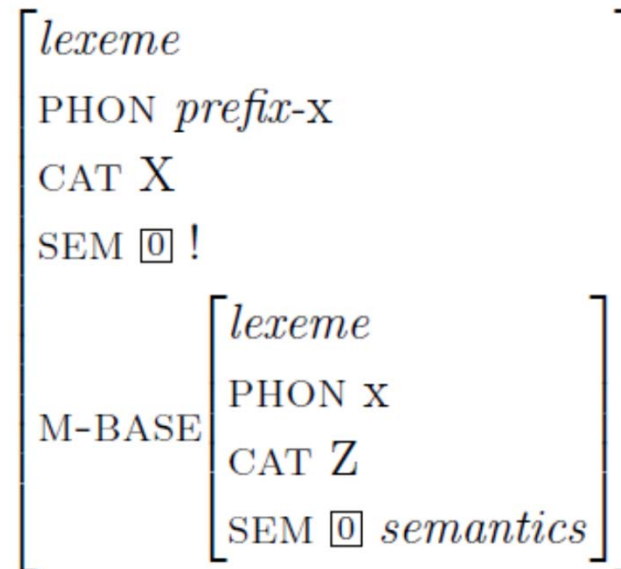 lexeme
PHON prefix-x
CAT X
SEM 0 !
lexeme
PHON x
M-BASE
CAT Z
SEM 0 semantics